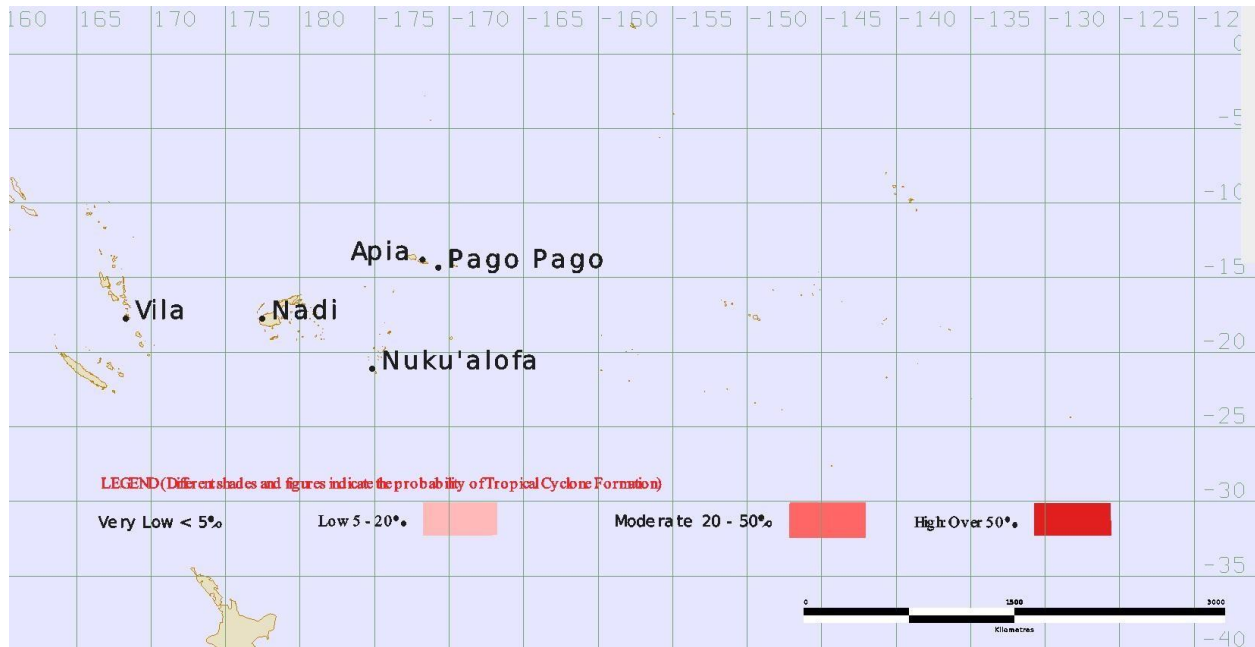 160 165 170 175 180 -175 -170 -165 -160 -155 -150 -145 -140 -135 -130 -125 -12
0
-5
-10
Apia Pago Pago
-15
Vila Nadi
-20
Nuku'alofa
-25
LEGEND(Different shades and figures indicate the probability of Tropical Cyclone Formation)
-30
Very Low < 5% Low 5 - 20% Moderate 20 - 50% High: Over 50%
-35
0 1500 3000
Kilometres
-40